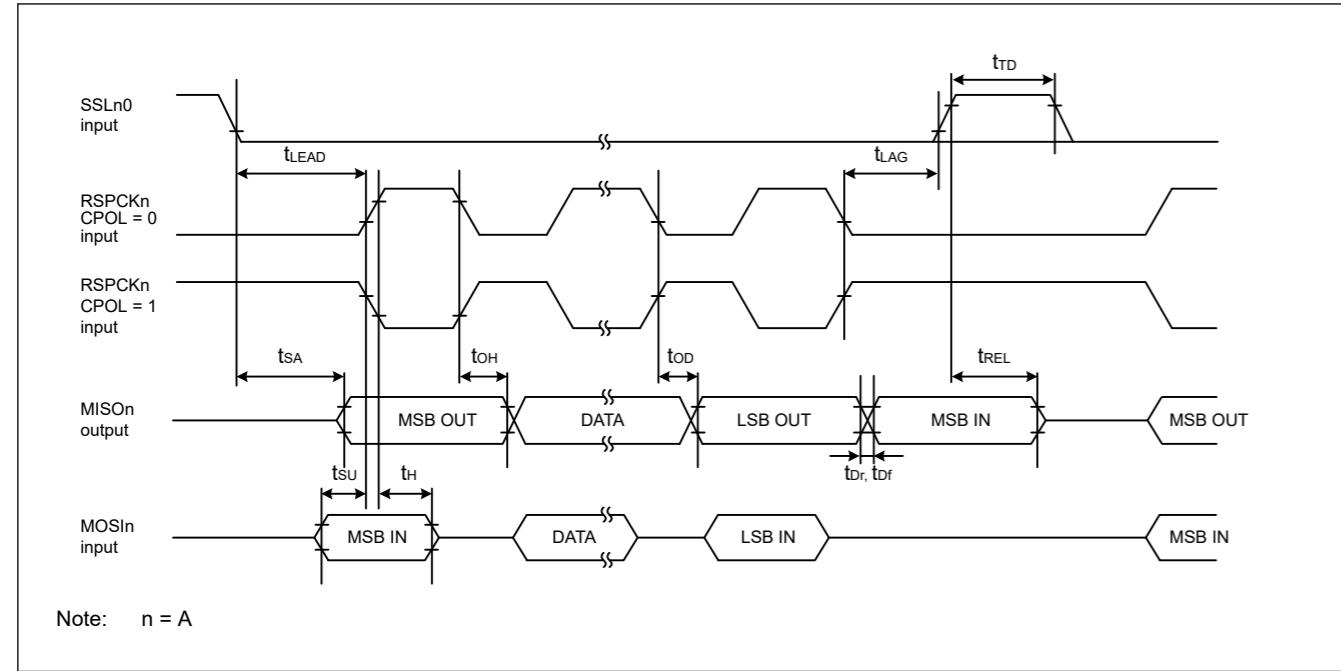 tTD
SSLn0
input
tLEAD
tLAG
RSPCKn
CPOL = 0
input
RSPCKn
CPOL = 1
input
tSA
tOH
tOD
tREL
MISOn
output
MSB OUT
DATA
LSB OUT
MSB IN
MSB OUT
tSU
tH
tDr, tDf
MOSIn
input
MSB IN
DATA
LSB IN
MSB IN
Note: n = A